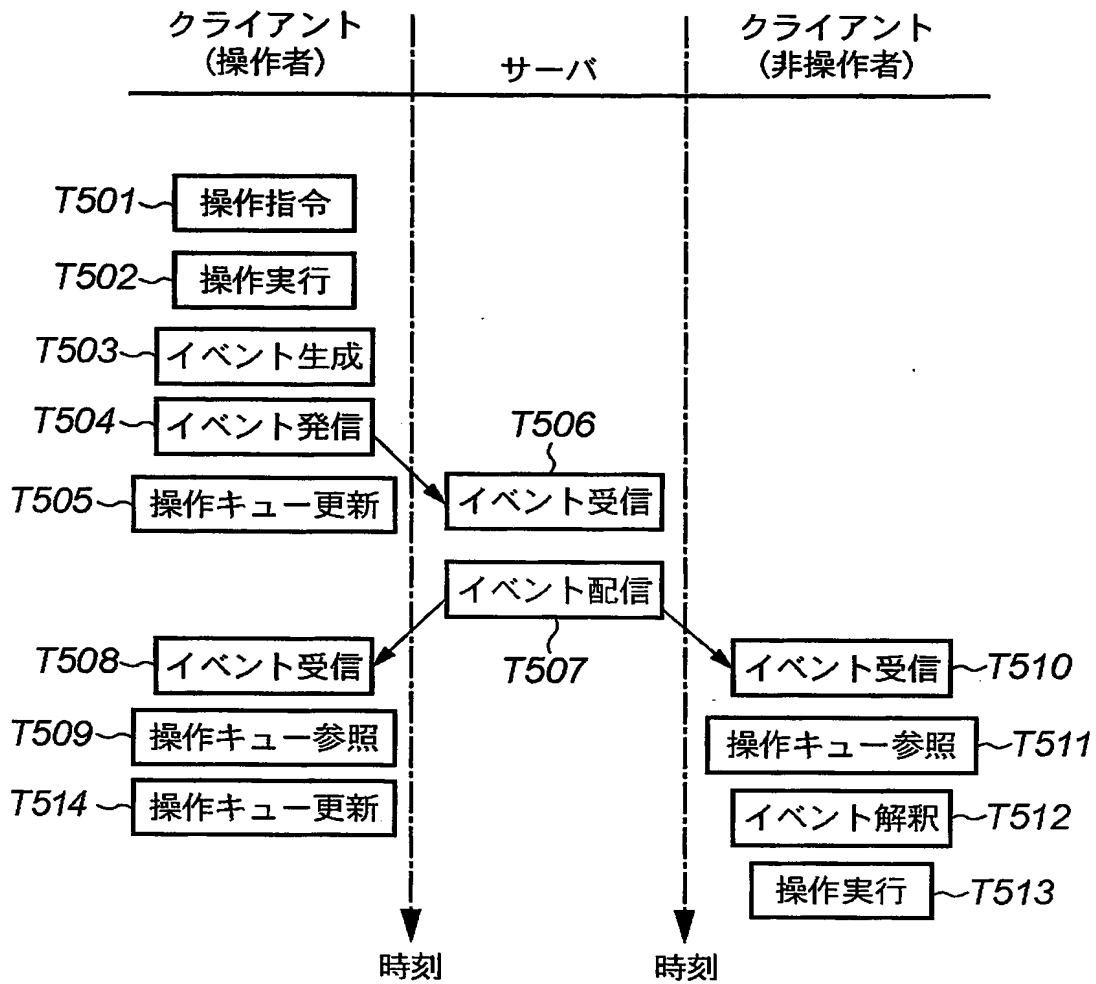 クライアント
(操作者)
サーバ
クライアント
(非操作者)
T501
操作指令
T502
操作実行
T503
イベント生成
T504
イベント発信
T506
T505
操作キュー更新
イベント受信
イベント配信
T507
T508
イベント受信
イベント受信
T510
T509
操作キュー参照
操作キュー参照
T511
T514
操作キュー更新
イベント解釈
T512
操作実行
T513
時刻
時刻